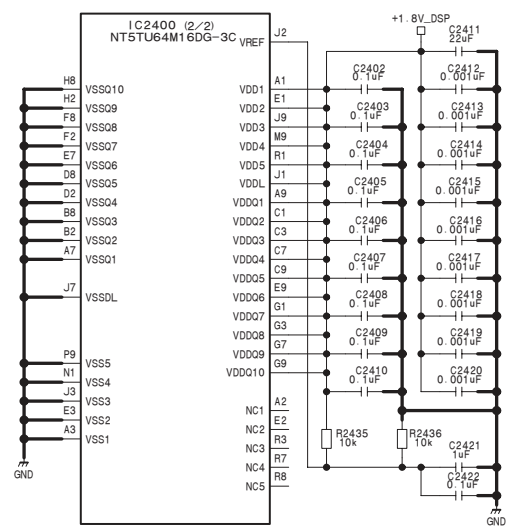 IC2400 (2/2)
NT5TU64M16DG-3C
VREF J2
+1.8V_DSP
C2411
22uF
H8 VSSQ10
H2 VSSQ9
F8 VSSQ8
F2 VSSQ7
E7 VSSQ6
D8 VSSQ5
D2 VSSQ4
B8 VSSQ3
B2 VSSQ2
A7 VSSQ1
J7 VSSDL
P9 VSS5
N1 VSS4
J3 VSS3
E3 VSS2
A3 VSS1
GND
VDD1 A1
VDD2 E1
VDD3 J9
VDD4 M9
VDD5 R1
VDDL J1
VDDQ1 A9
VDDQ2 C1
VDDQ3 C3
VDDQ4 C7
VDDQ5 C9
VDDQ6 E9
VDDQ7 G1
VDDQ8 G3
VDDQ9 G7
VDDQ10 G9
NC1 A2
NC2 E2
NC3 R3
NC4 R7
NC5 R8
C2402
0.1uF
C2403
0.1uF
C2404
0.1uF
C2405
0.1uF
C2406
0.1uF
C2407
0.1uF
C2408
0.1uF
C2409
0.1uF
C2410
0.1uF
R2435
10k
R2436
10k
C2412
0.001uF
C2413
0.001uF
C2414
0.001uF
C2415
0.001uF
C2416
0.001uF
C2417
0.001uF
C2418
0.001uF
C2419
0.001uF
C2420
0.001uF
C2421
1uF
C2422
0.1uF
GND